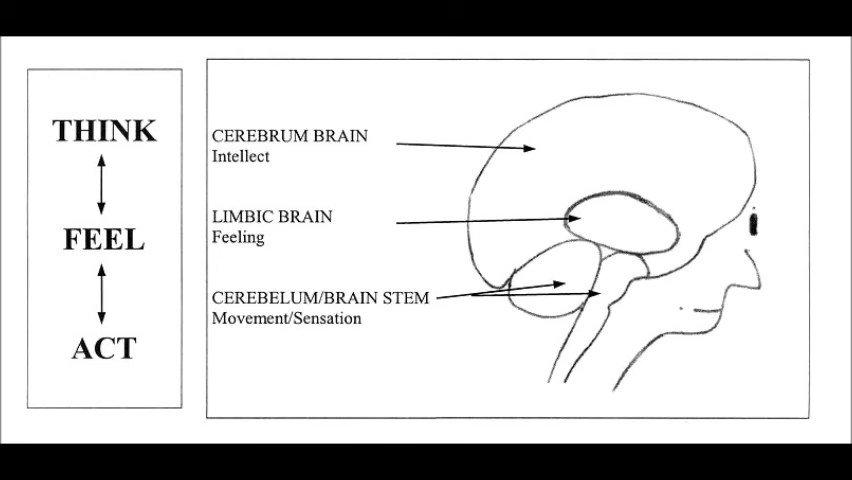 THINK
FEEL
ACT
CEREBRUM BRAIN
Intellect
LIMBIC BRAIN
Feeling
CEREBELUM/BRAIN STEM
Movement/Sensation